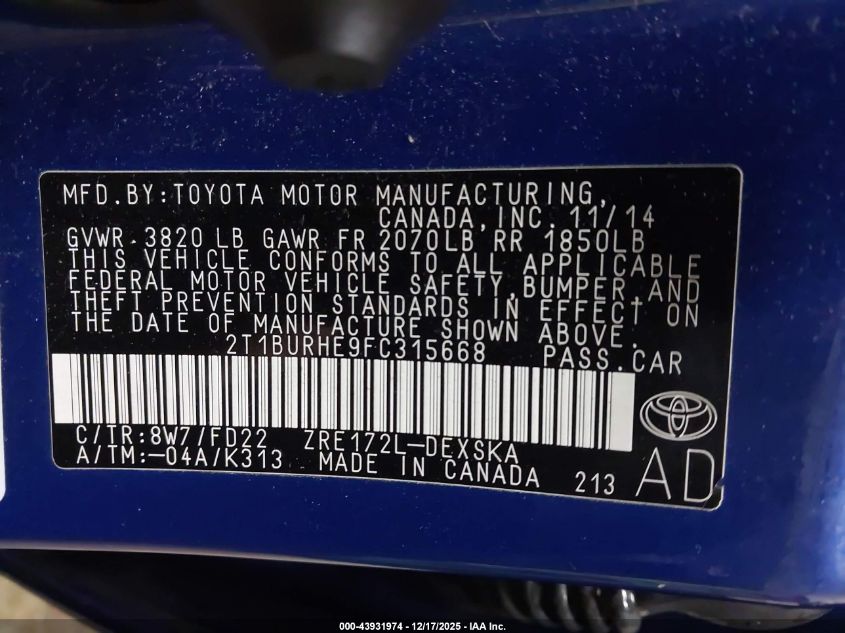 MFD.BY:TOYOTA MOTOR MANUFACTURING,
CANADA,INC. 11/14
GVWR 3820 LB GAWR FR 2070LB RR 1850LB
THIS VEHICLE CONFORMS TO ALL APPLICABLE
FEDERAL MOTOR VEHICLE SAFETY,BUMPER,AND
THEFT PREVENTION STANDARDS IN EFFECT ON
THE DATE OF MANUFACTURE SHOWN ABOVE.
2T1BURHE9FC315668 PASS.CAR
C/TR:8W7/FD22 ZRE172L-DEXSKA
A/TM:-04A/K313 MADE IN CANADA 213 AD
000-43931974 - 12/17/2025 - IAA Inc.